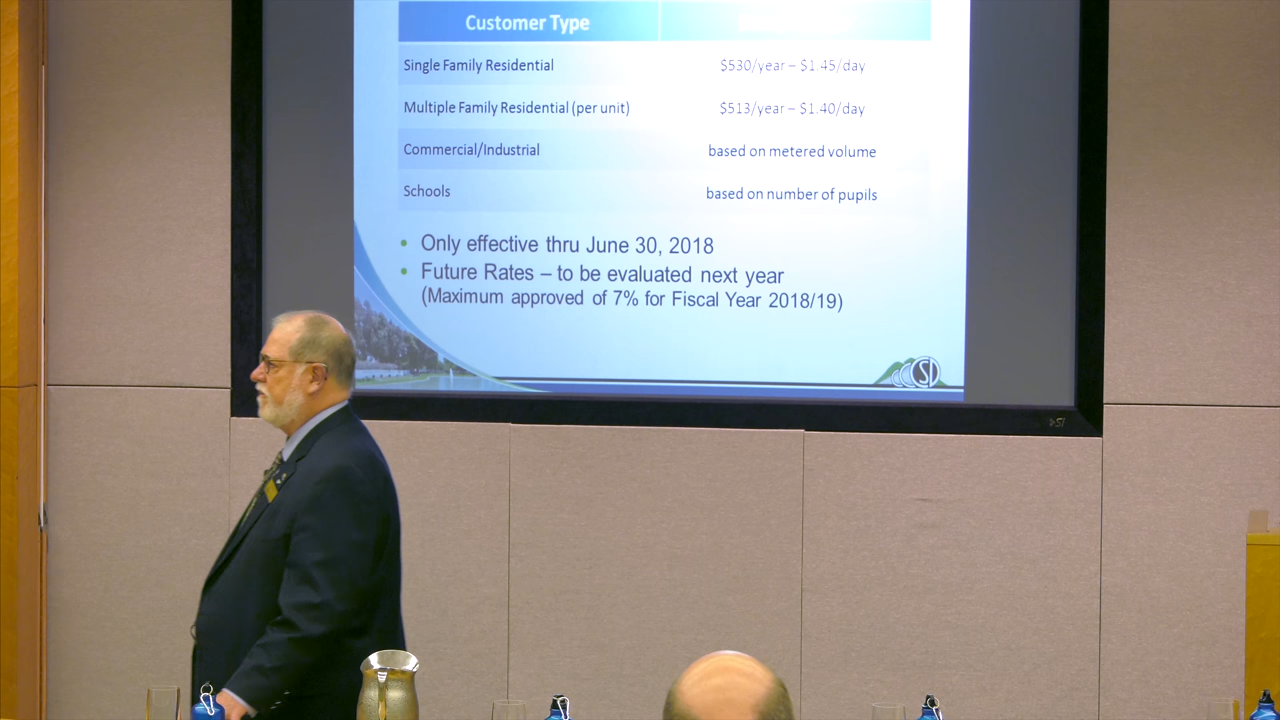 Customer Type
Single Family Residential $530/year – $1.45/day
Multiple Family Residential (per unit) $513/year – $1.40/day
Commercial/Industrial based on metered volume
Schools based on number of pupils
• Only effective thru June 30, 2018
• Future Rates – to be evaluated next year
(Maximum approved of 7% for Fiscal Year 2018/19)